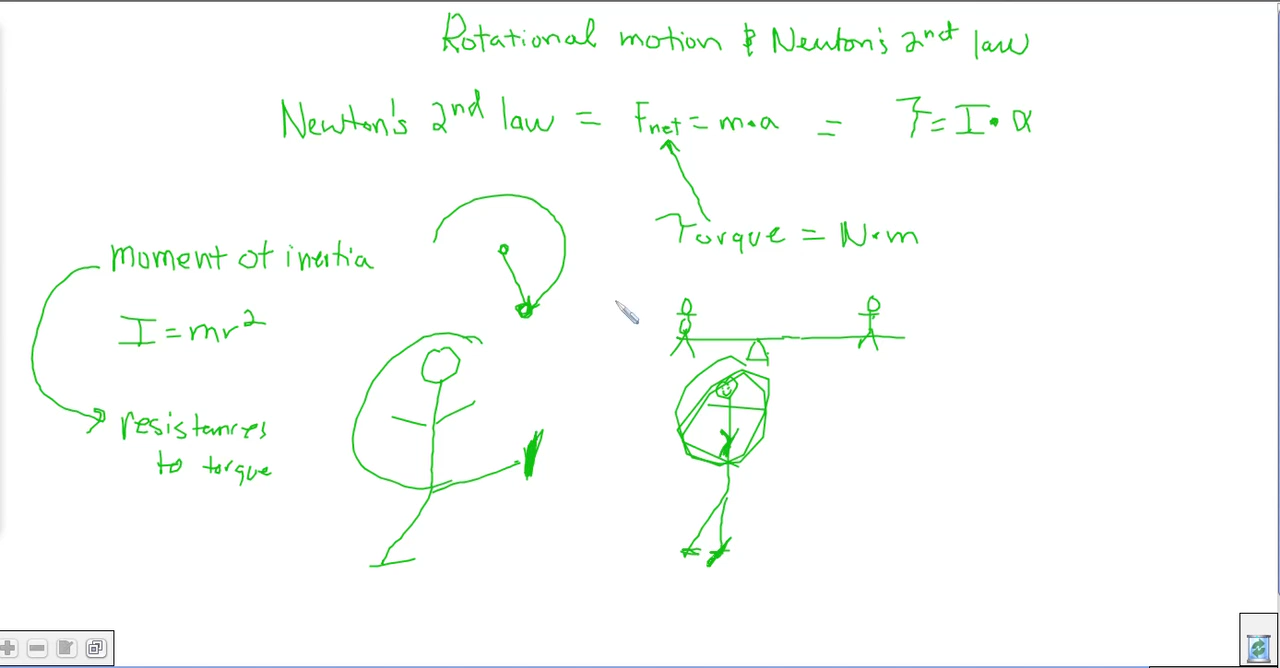 Rotational motion & Newton's 2nd law
Newton's 2nd law = Fnet = m•a = τ = I • α
Torque = N•m
moment of inertia
I = mr²
resistances
to torque